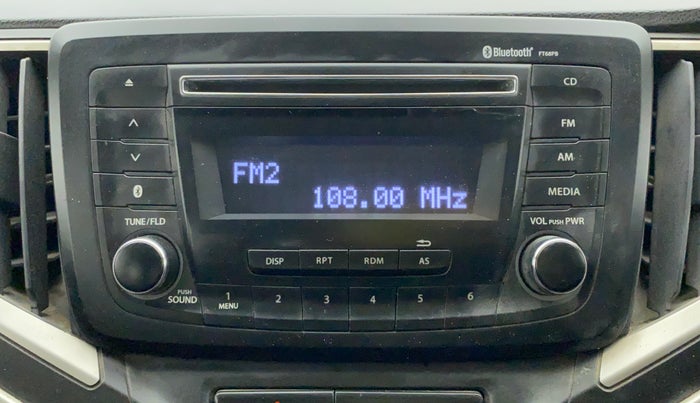 Bluetooth FT68PB
CD
FM
AM
MEDIA
FM2
108.00 MHz
TUNE/FLD
VOL PUSH PWR
DISP RPT RDM AS
PUSH
SOUND
1 2 3 4 5 6
MENU